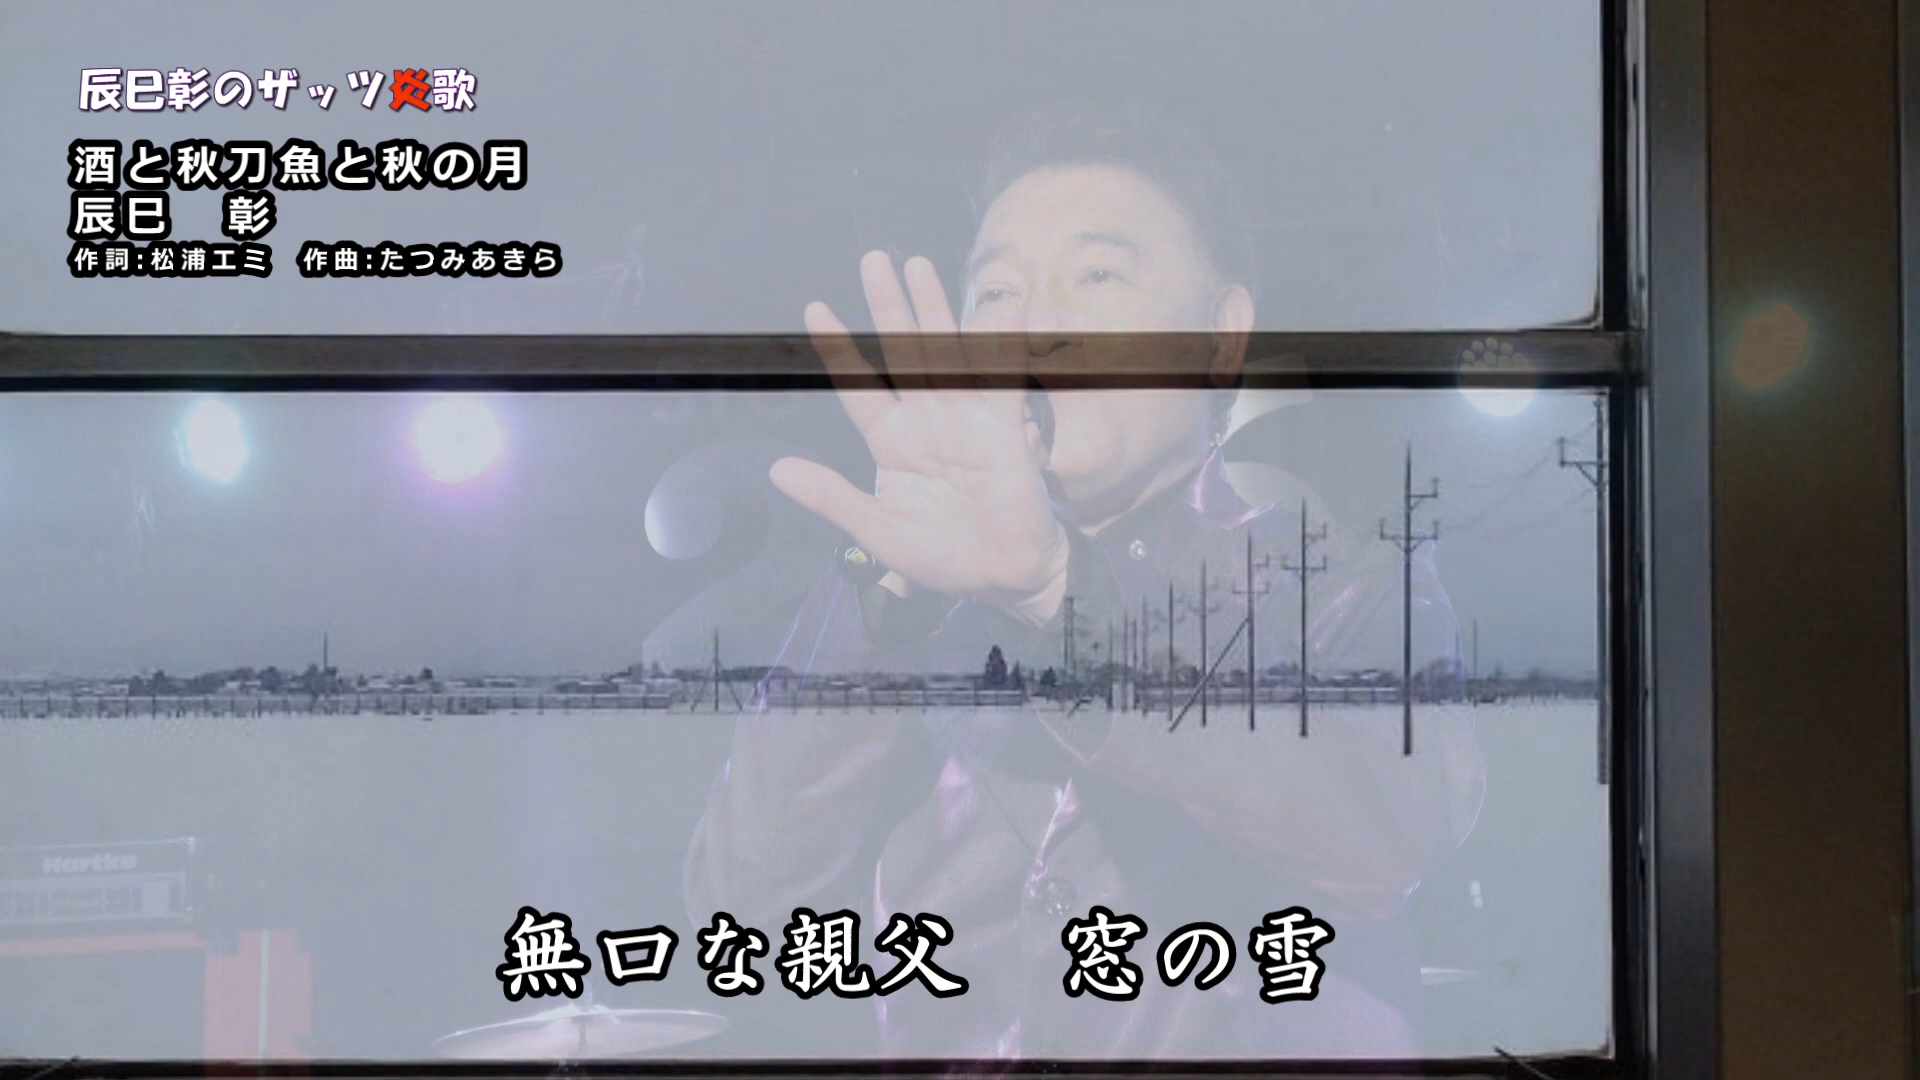 辰巳彰のザッツ炎歌
酒と秋刀魚と秋の月
辰巳　彰
作詞:松浦エミ　作曲:たつみあきら
Hartke
無口な親父　窓の雪